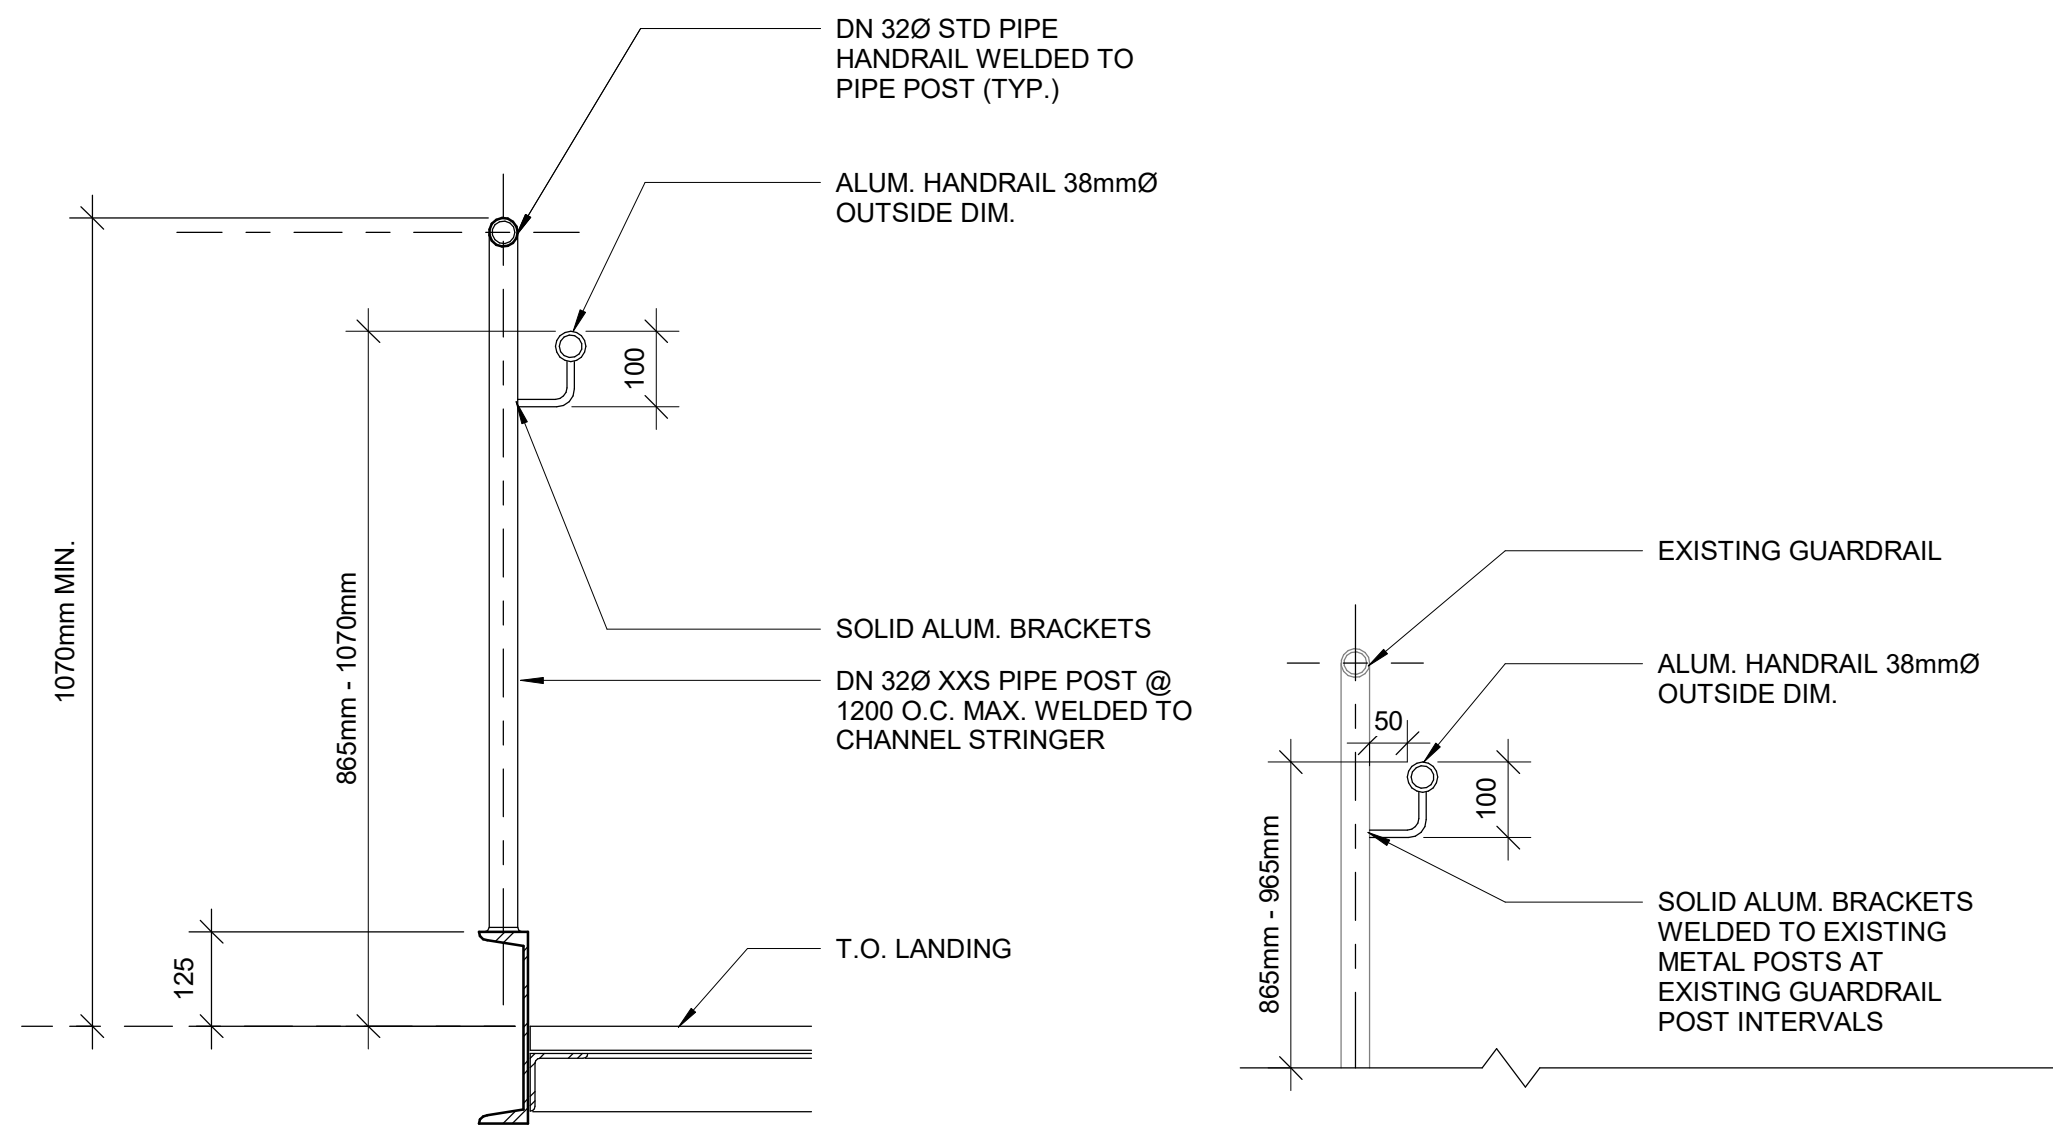 DN 32Ø STD PIPE
HANDRAIL WELDED TO
PIPE POST (TYP.)
ALUM. HANDRAIL 38mmØ
OUTSIDE DIM.
100
1070mm MIN.
865mm - 1070mm
SOLID ALUM. BRACKETS
DN 32Ø XXS PIPE POST @
1200 O.C. MAX. WELDED TO
CHANNEL STRINGER
125
T.O. LANDING
EXISTING GUARDRAIL
ALUM. HANDRAIL 38mmØ
OUTSIDE DIM.
50
100
865mm - 965mm
SOLID ALUM. BRACKETS
WELDED TO EXISTING
METAL POSTS AT
EXISTING GUARDRAIL
POST INTERVALS